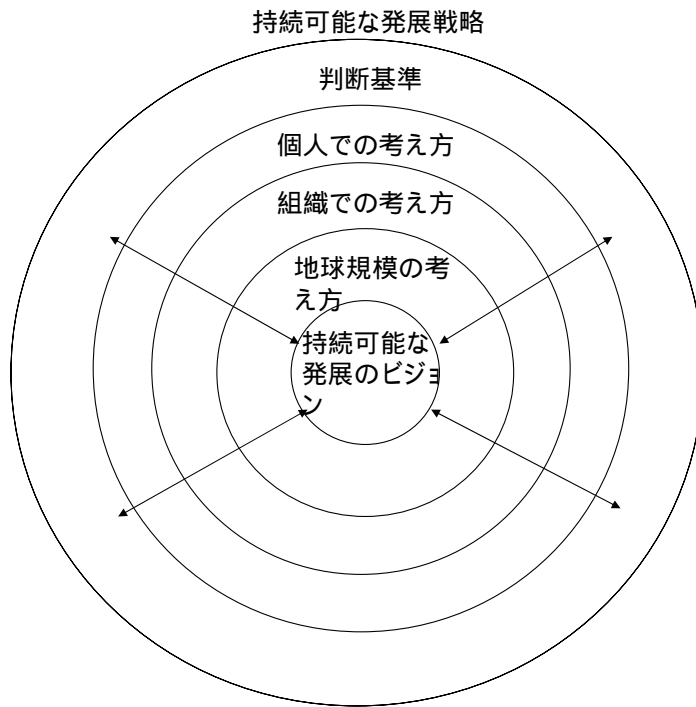 持続可能な発展戦略
判断基準
個人での考え方
組織での考え方
地球規模の考
え方
持続可能な
発展のビジョ
ン